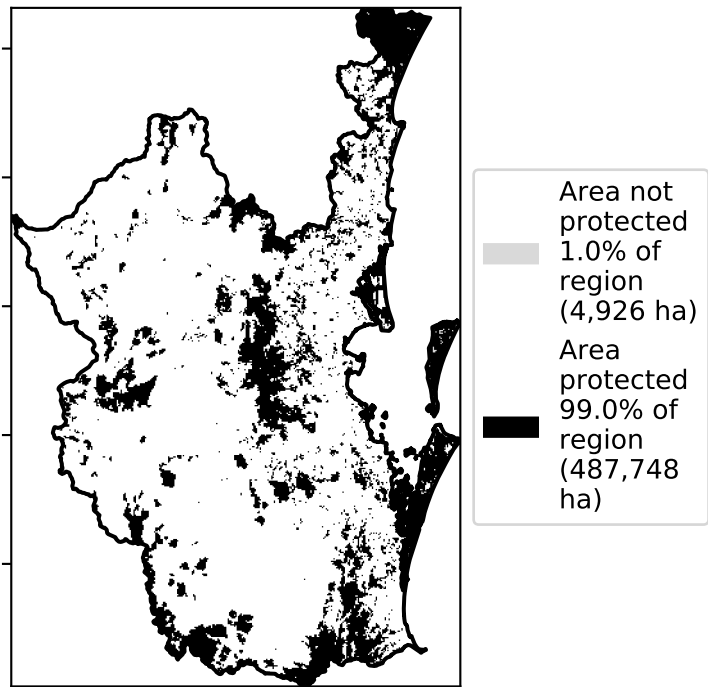 Area not
protected
1.0% of
region
(4,926 ha)
Area
protected
99.0% of
region
(487,748
ha)